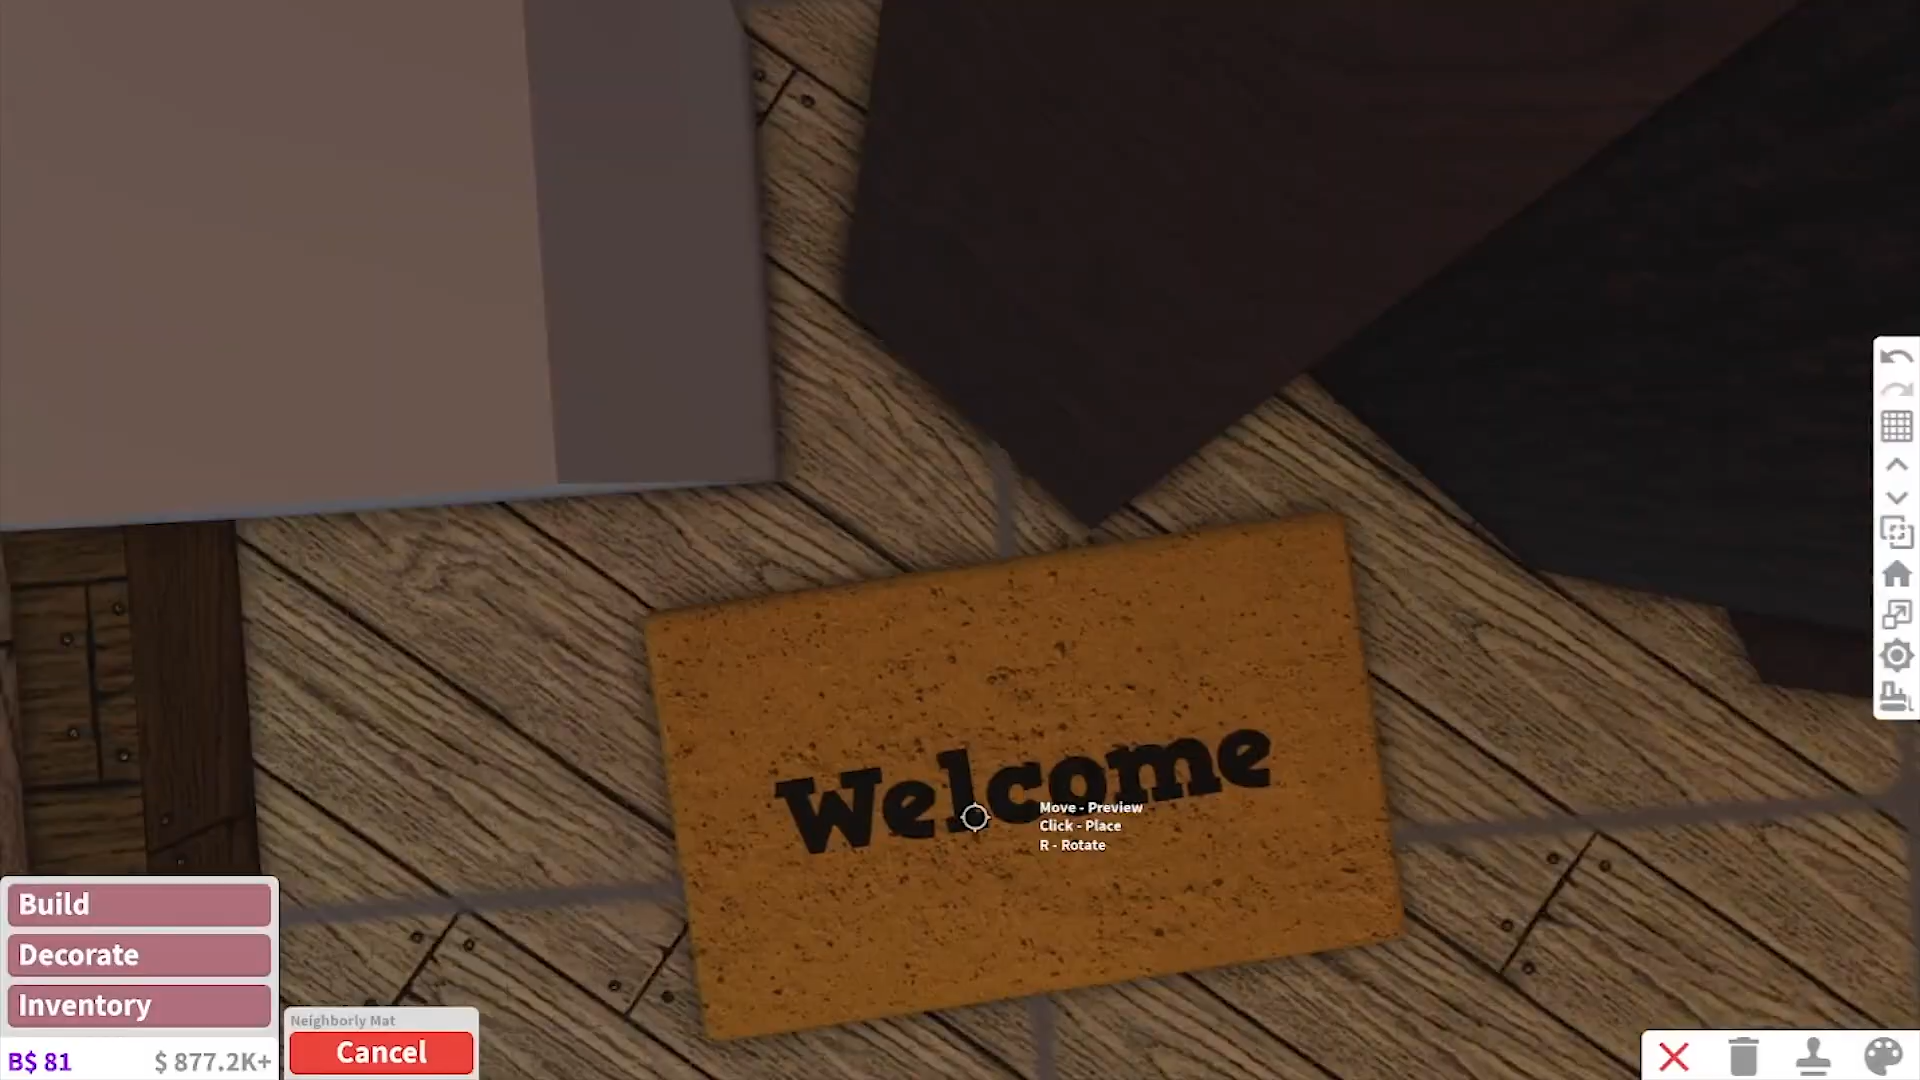 Welcome
Move - Preview
Click - Place
R - Rotate
Build
Decorate
Inventory
B$ 81 $ 877.2K+
Neighborly Mat
Cancel